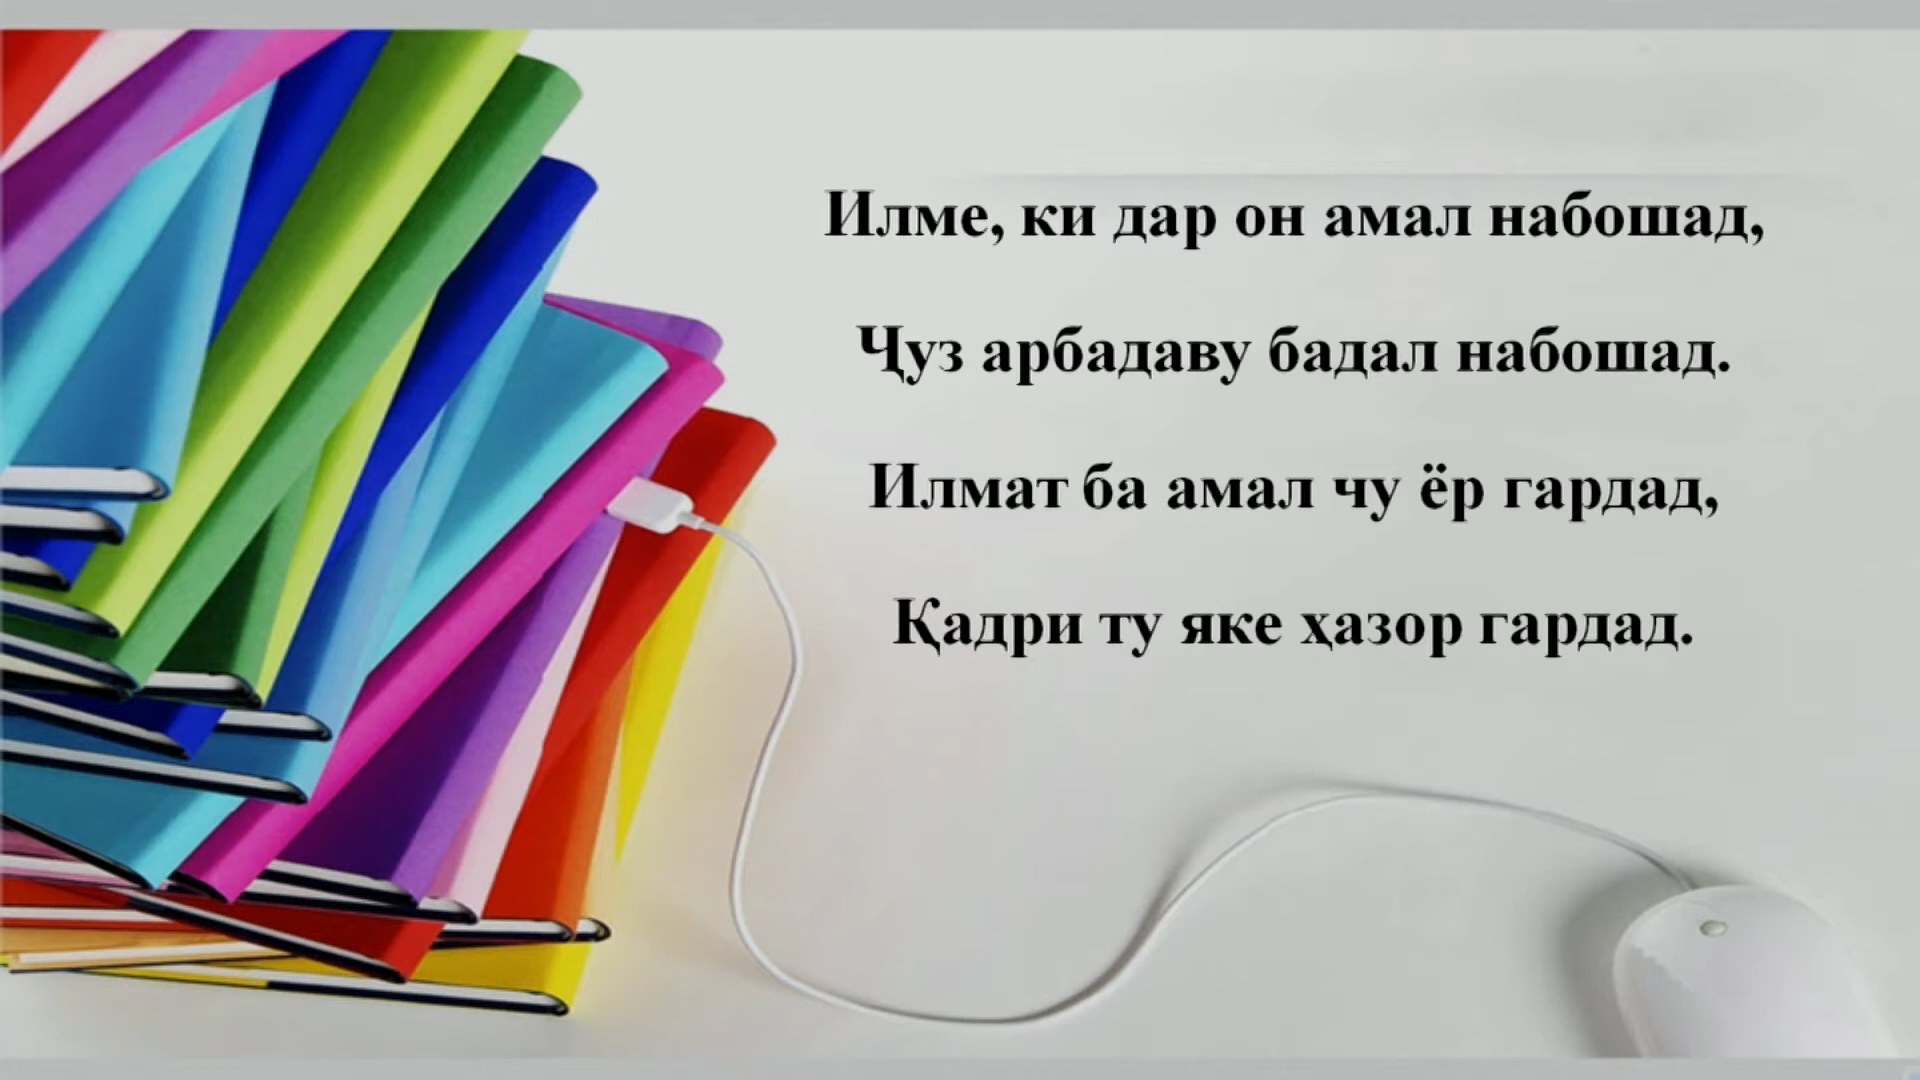 Илме, ки дар он амал набошад,
Ҷуз арбадаву бадал набошад.
Илмат ба амал чу ёр гардад,
Қадри ту яке ҳазор гардад.